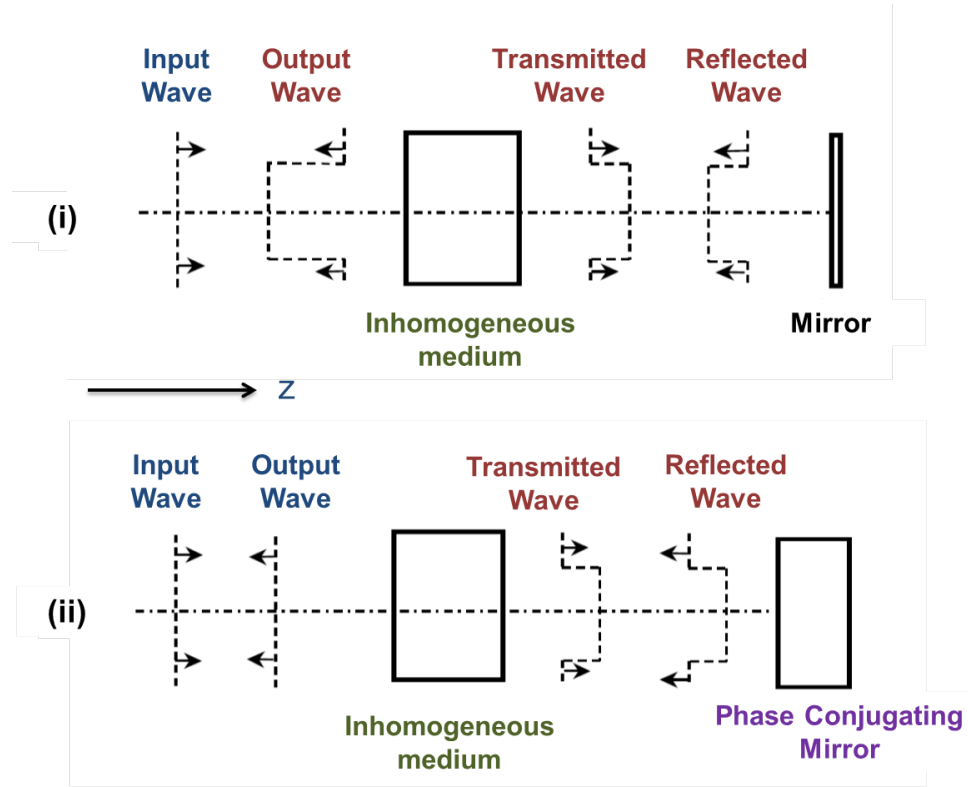 Input Wave
Output Wave
Transmitted Wave
Reflected Wave
(i)
Inhomogeneous medium
Mirror
Z
Input Wave
Output Wave
Transmitted Wave
Reflected Wave
(ii)
Inhomogeneous medium
Phase Conjugating Mirror